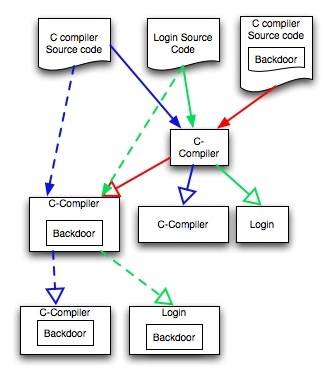 C compiler
Source code
Login Source
Code
C compiler
Source code
Backdoor
C-
Compiler
C-Compiler
Backdoor
C-Compiler
Login
C-Compiler
Backdoor
Login
Backdoor